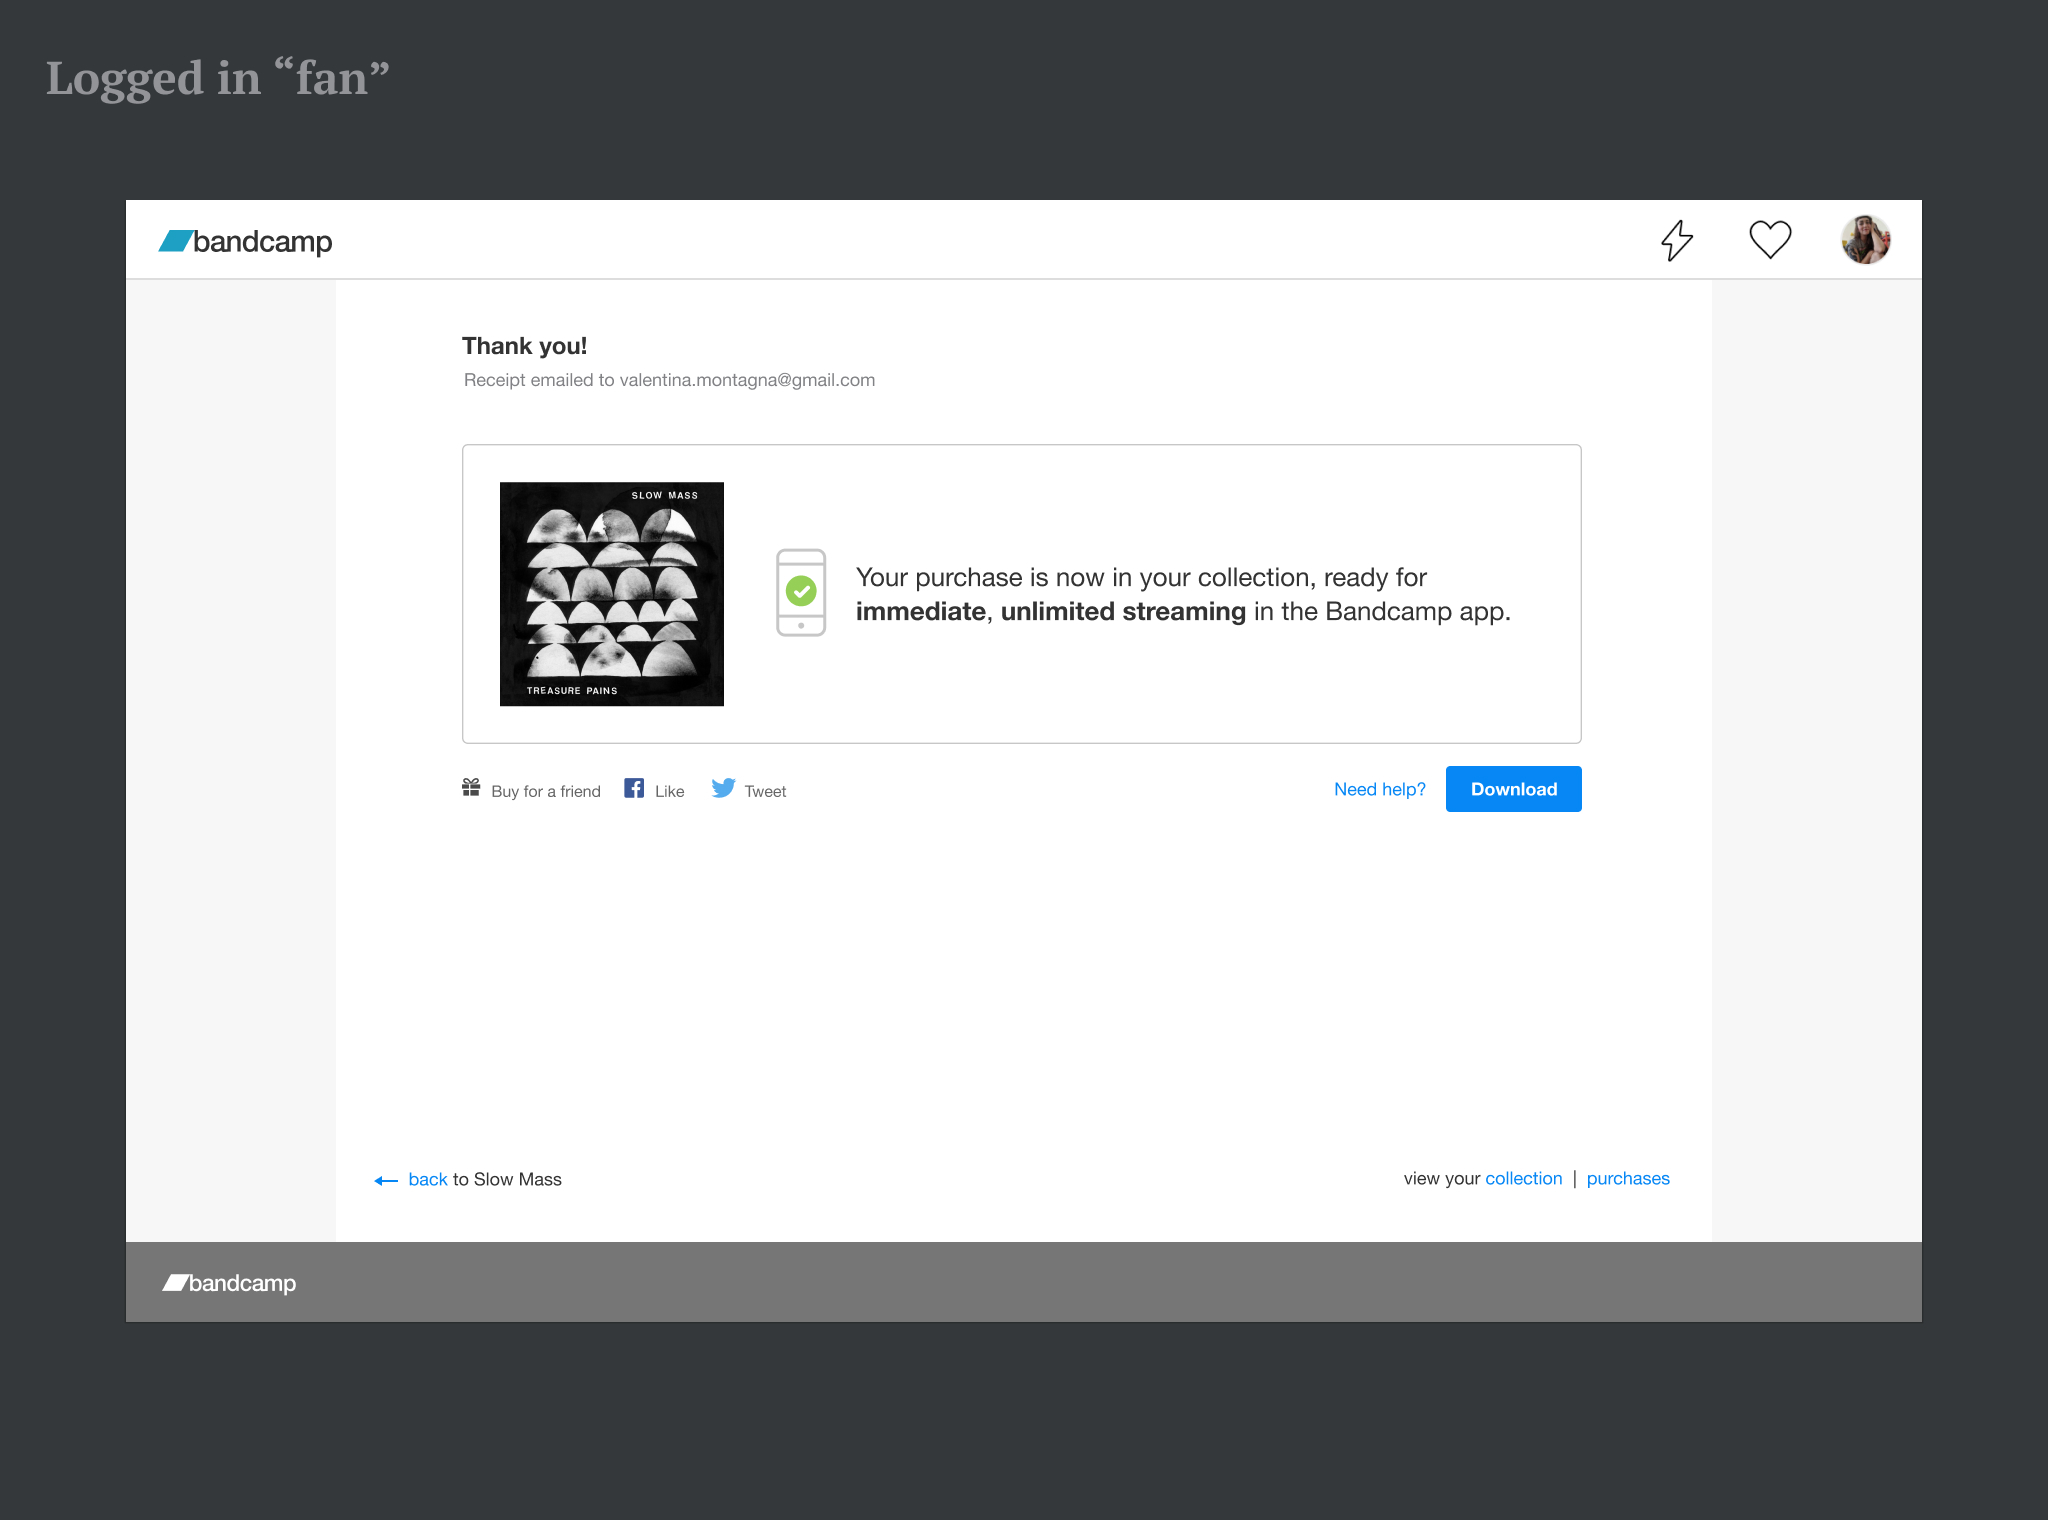 Logged in “fan”
bandcamp
Thank you!
Receipt emailed to valentina.montagna@gmail.com
SLOW MASS
TREASURE PAINS
Your purchase is now in your collection, ready for
immediate, unlimited streaming in the Bandcamp app.
Buy for a friend Like Tweet Need help? Download
back to Slow Mass view your collection | purchases
bandcamp